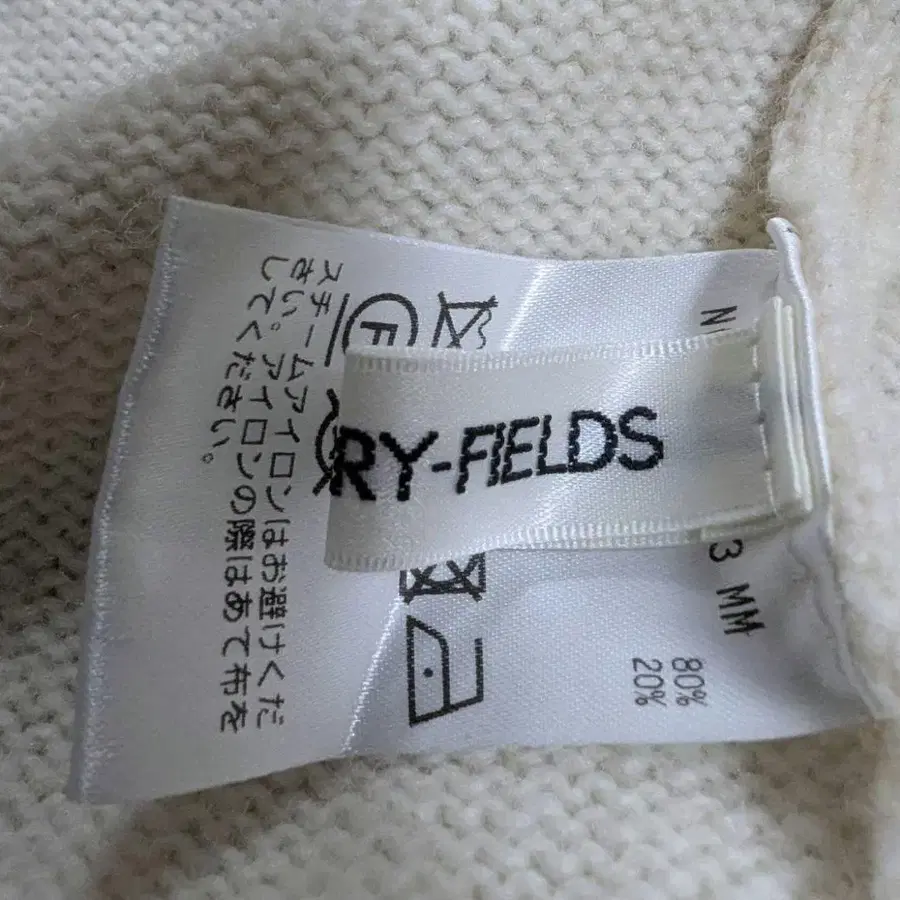 RY-FIELDS
N
3 MM
80%
20%
F
スチームアイロンはお避けくだ
さい。アイロンの際はあて布を
してください。